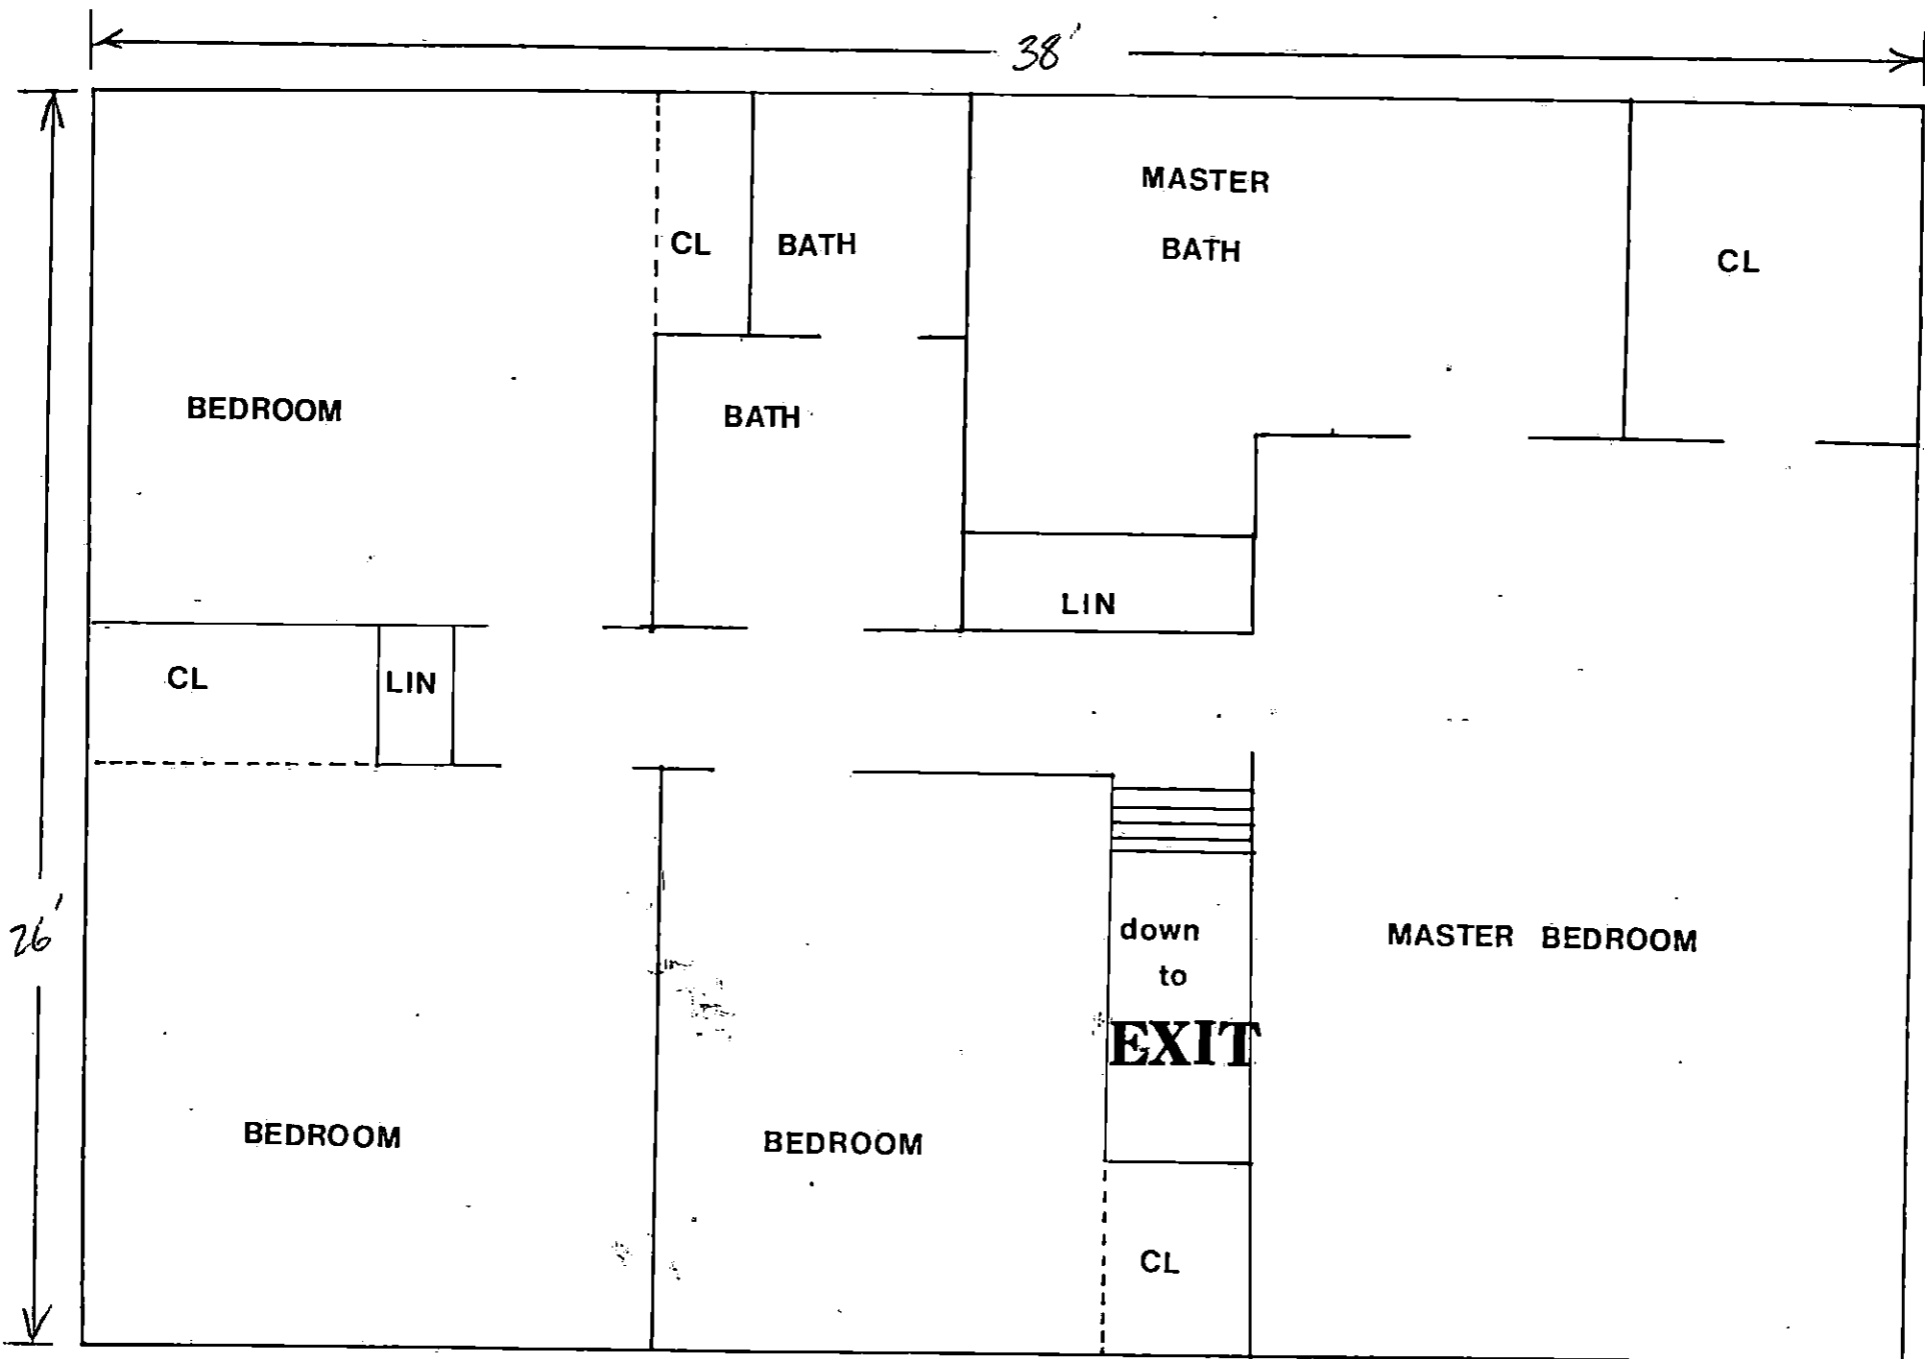 38'
MASTER
BATH
CL
BATH
CL
BEDROOM
BATH
LIN
CL
LIN
26'
down
to
EXIT
MASTER BEDROOM
BEDROOM
BEDROOM
CL